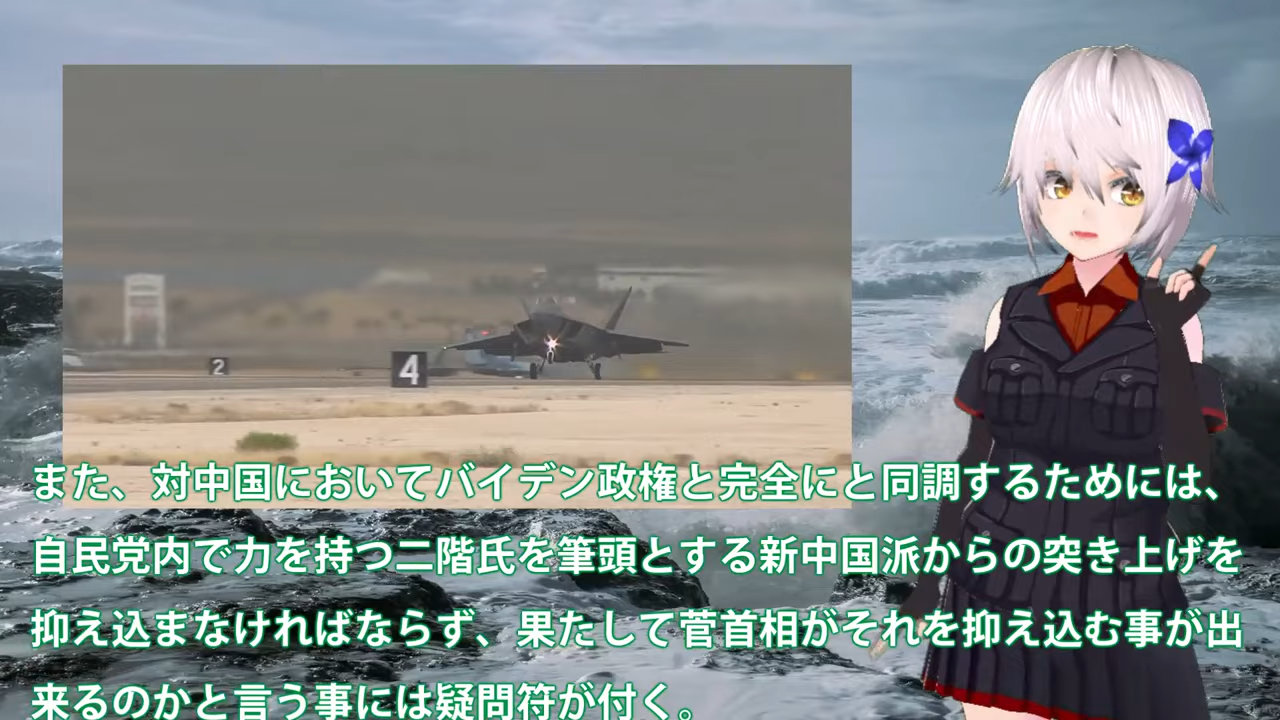 2
4
また、対中国においてバイデン政権と完全にと同調するためには、
自民党内で力を持つ二階氏を筆頭とする新中国派からの突き上げを
抑え込まなければならず、果たして菅首相がそれを抑え込む事が出
来るのかと言う事には疑問符が付く。